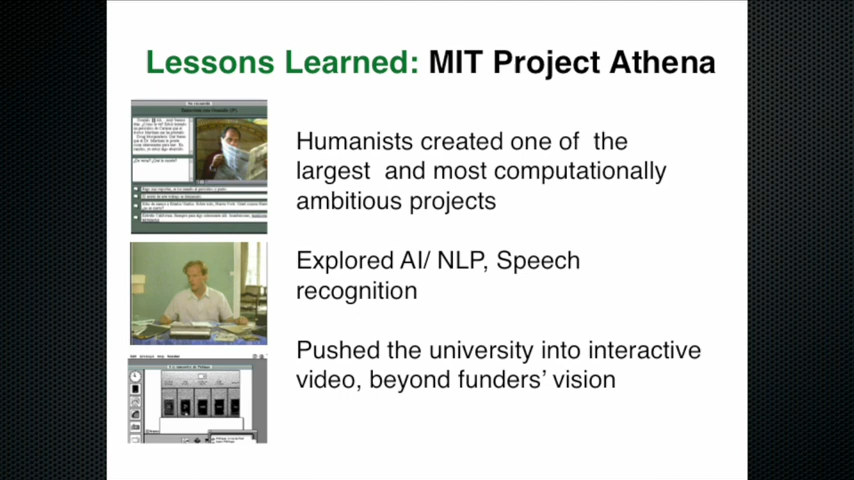 Lessons Learned: MIT Project Athena
Humanists created one of the
largest and most computationally
ambitious projects
Explored AI/ NLP, Speech
recognition
Pushed the university into interactive
video, beyond funders' vision